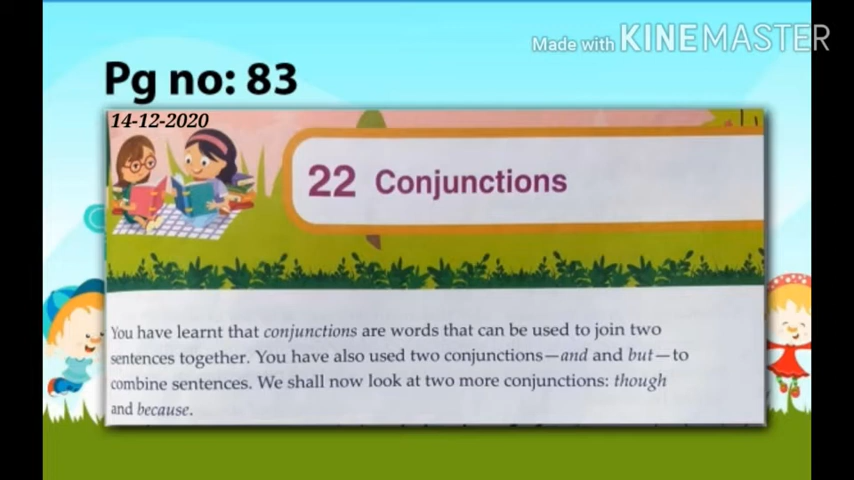 Made with KINEMASTER
Pg no: 83
14-12-2020
22 Conjunctions
You have learnt that conjunctions are words that can be used to join two
sentences together. You have also used two conjunctions—and and but—to
combine sentences. We shall now look at two more conjunctions: though
and because.